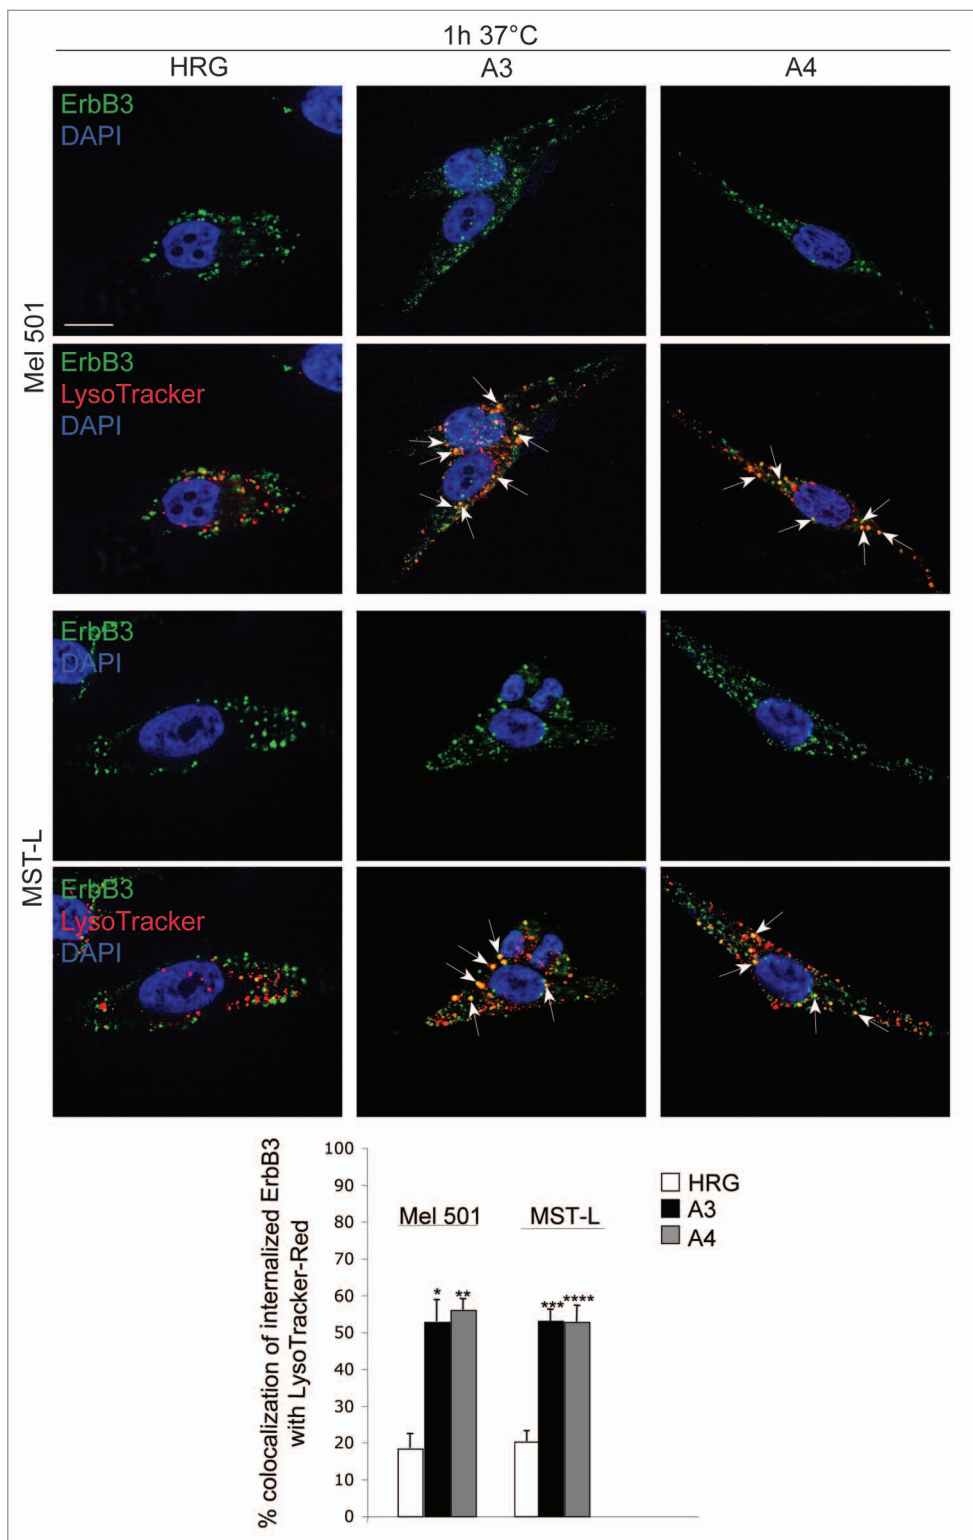 1h 37°C
HRG A3 A4
Mel 501
ErbB3
DAPI
ErbB3
LysoTracker
DAPI
MST-L
ErbB3
DAPI
ErbB3
LysoTracker
DAPI
% colocalization of internalized ErbB3
with LysoTracker-Red
100
90
80
70
60
50
40
30
20
10
0
Mel 501 MST-L
* ** *** ****
HRG
A3
A4